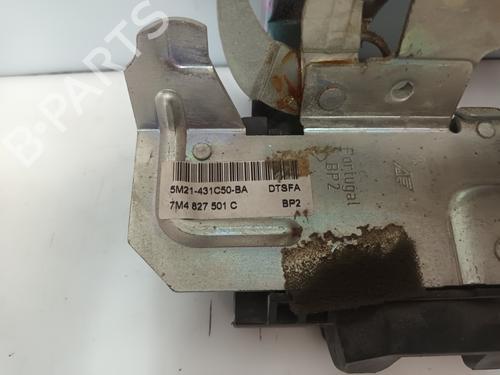 B-PARTS
5M21-431C50-BA DTSFA
7M4 827 501 C BP2
Portugal
BP2